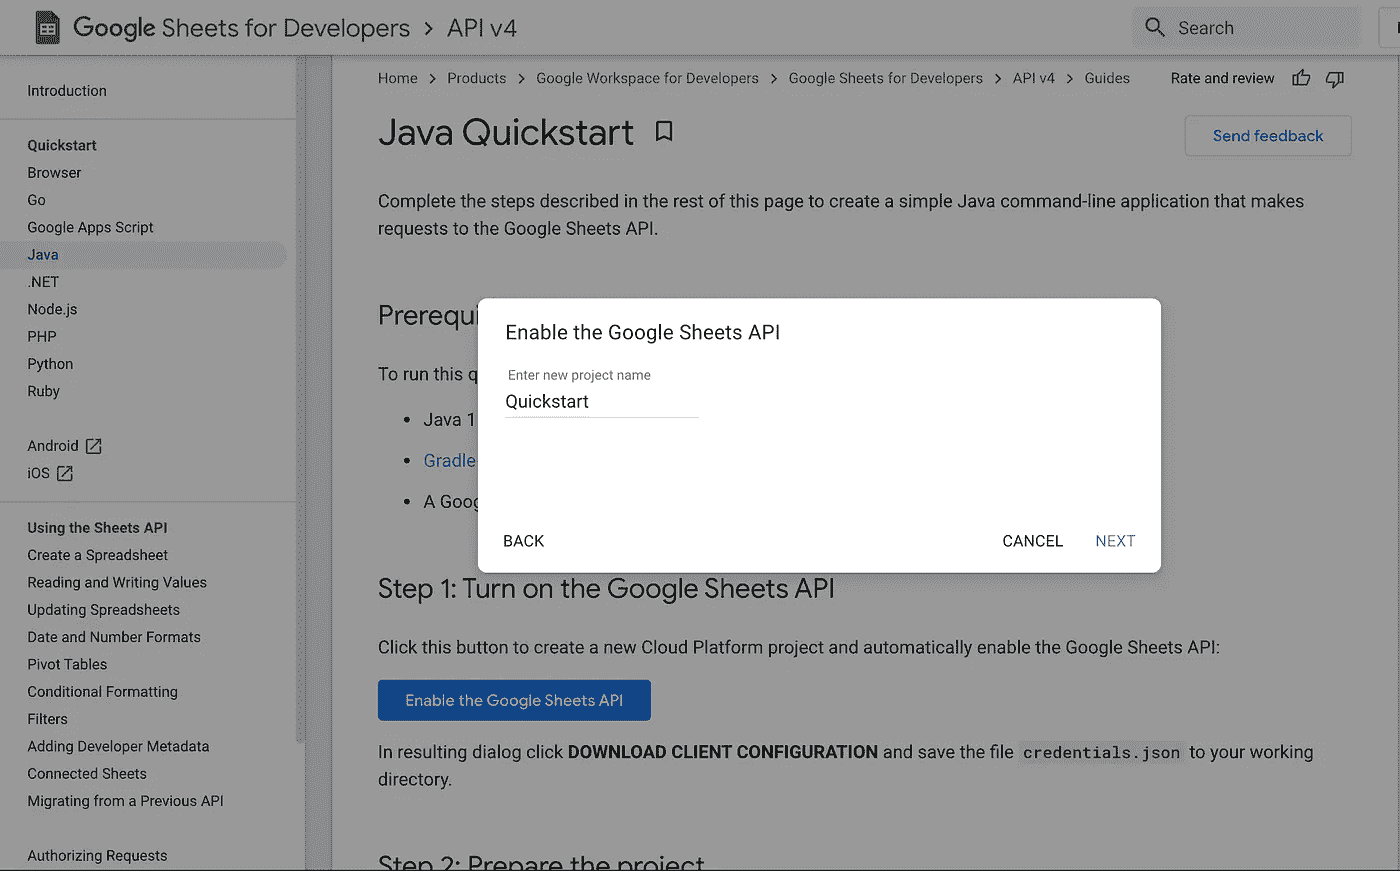 Google Sheets for Developers > API v4
Search
Introduction
Quickstart
Browser
Go
Google Apps Script
Java
.NET
Node.js
PHP
Python
Ruby
Android
iOS
Using the Sheets API
Create a Spreadsheet
Reading and Writing Values
Updating Spreadsheets
Date and Number Formats
Pivot Tables
Conditional Formatting
Filters
Adding Developer Metadata
Connected Sheets
Migrating from a Previous API
Authorizing Requests
Home > Products > Google Workspace for Developers > Google Sheets for Developers > API v4 > Guides
Rate and review
Java Quickstart
Send feedback
Complete the steps described in the rest of this page to create a simple Java command-line application that makes
requests to the Google Sheets API.
Prerequi
To run this q
• Java 1
• Gradle
• A Goog
Enable the Google Sheets API
Enter new project name
Quickstart
BACK
CANCEL
NEXT
Step 1: Turn on the Google Sheets API
Click this button to create a new Cloud Platform project and automatically enable the Google Sheets API:
Enable the Google Sheets API
In resulting dialog click DOWNLOAD CLIENT CONFIGURATION and save the file credentials.json to your working
directory.
Step 2: Prepare the project